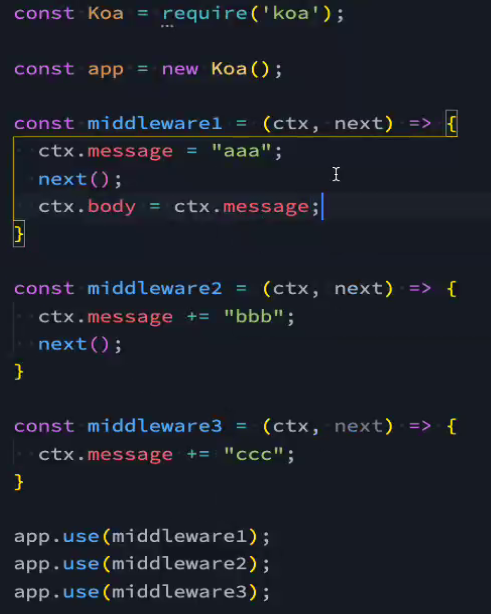 const Koa = require('koa');
const app = new Koa();
const middleware1 = (ctx, next) => {
ctx.message = "aaa";
next();
ctx.body = ctx.message;
}
const middleware2 = (ctx, next) => {
ctx.message += "bbb";
next();
}
const middleware3 = (ctx, next) => {
ctx.message += "ccc";
}
app.use(middleware1);
app.use(middleware2);
app.use(middleware3);